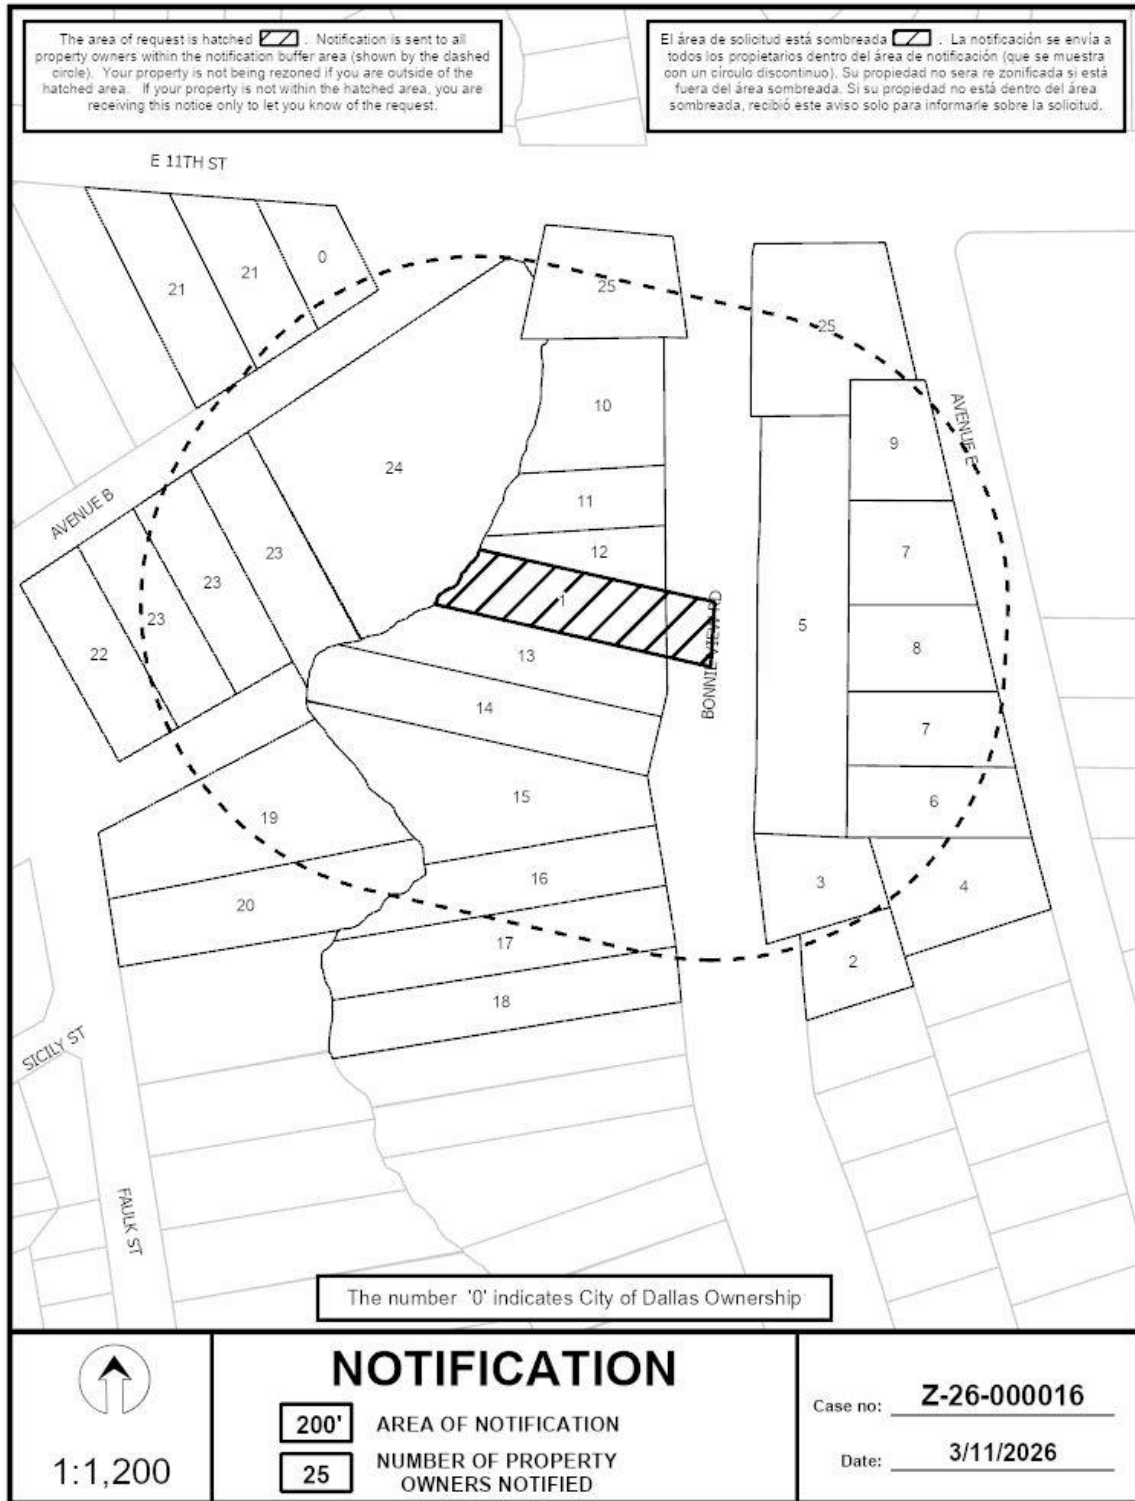 The area of request is hatched . Notification is sent to all
property owners within the notification buffer area (shown by the dashed
circle). Your property is not being rezoned if you are outside of the
hatched area. If your property is not within the hatched area, you are
receiving this notice only to let you know of the request.
El área de solicitud está sombreada . La notificación se envía a
todos los propietarios dentro del área de notificación (que se muestra
con un círculo discontinuo). Su propiedad no sera re zonificada si está
fuera del área sombreada. Si su propiedad no está dentro del área
sombreada, recibió este aviso solo para informarle sobre la solicitud.
E 11TH ST
0
21
21
25
25
10
AVENUE E
9
24
AVENUE B
11
12
23
7
23
1
23
5
BONNIE VIEW RD
22
13
8
14
7
15
6
19
16
3
4
20
17
2
18
SICILY ST
FAULK ST
The number '0' indicates City of Dallas Ownership
1:1,200
NOTIFICATION
200' AREA OF NOTIFICATION
25 NUMBER OF PROPERTY
OWNERS NOTIFIED
Case no: Z-26-000016
Date: 3/11/2026